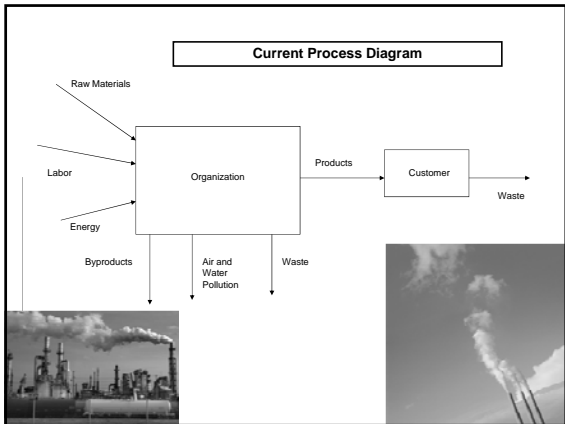 Current Process Diagram
Raw Materials
Labor
Energy
Organization
Products
Customer
Waste
Byproducts
Air and
Water
Pollution
Waste